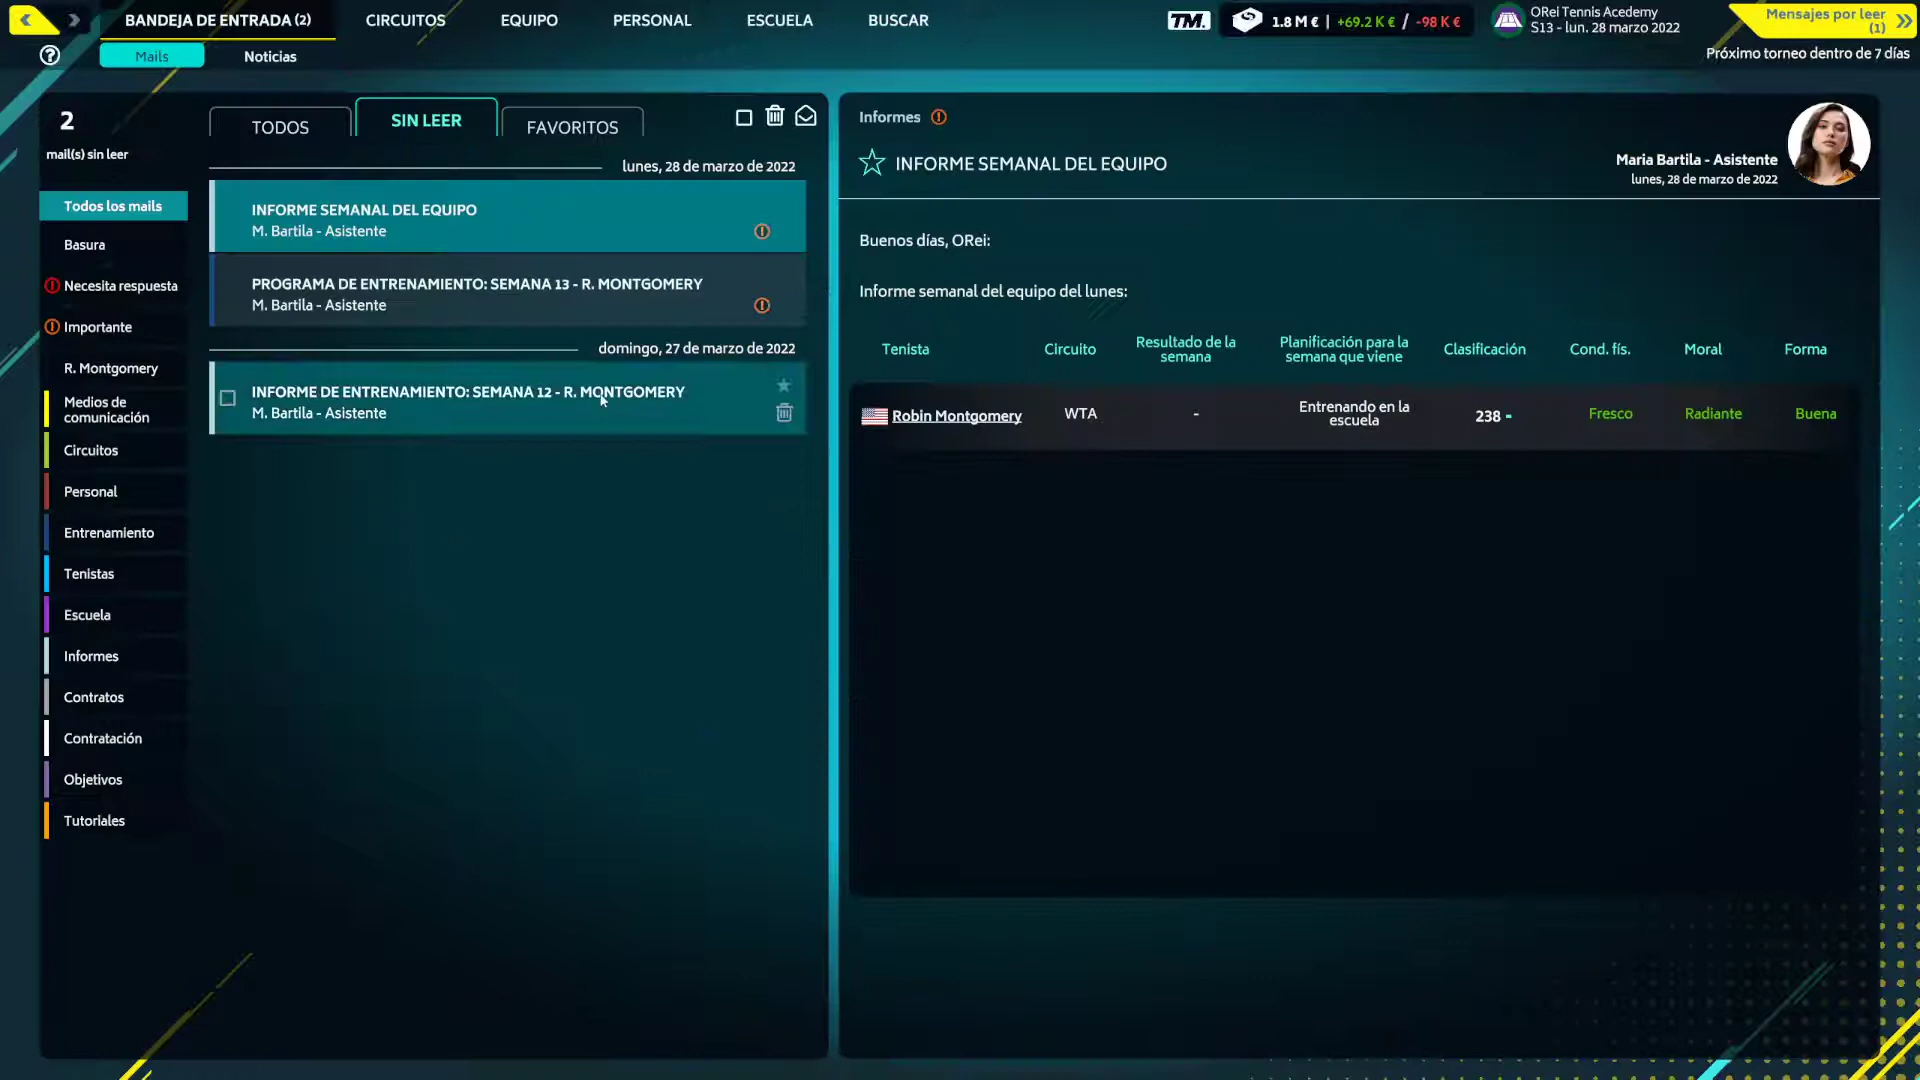 BANDEJA DE ENTRADA (2)
CIRCUITOS
EQUIPO
PERSONAL
ESCUELA
BUSCAR
TM.
1.8 M € | +69.2 K € / -98 K €
ORei Tennis Acedemy
S13 - lun. 28 marzo 2022
Mensajes por leer
(1)
Próximo torneo dentro de 7 días
Mails
Noticias
2
mail(s) sin leer
Todos los mails
Basura
Necesita respuesta
Importante
R. Montgomery
Medios de
comunicación
Circuitos
Personal
Entrenamiento
Tenistas
Escuela
Informes
Contratos
Contratación
Objetivos
Tutoriales
TODOS
SIN LEER
FAVORITOS
lunes, 28 de marzo de 2022
INFORME SEMANAL DEL EQUIPO
M. Bartila - Asistente
PROGRAMA DE ENTRENAMIENTO: SEMANA 13 - R. MONTGOMERY
M. Bartila - Asistente
domingo, 27 de marzo de 2022
INFORME DE ENTRENAMIENTO: SEMANA 12 - R. MONTGOMERY
M. Bartila - Asistente
Informes
INFORME SEMANAL DEL EQUIPO
Maria Bartila - Asistente
lunes, 28 de marzo de 2022
Buenos días, ORei:
Informe semanal del equipo del lunes:
Tenista
Circuito
Resultado de la
semana
Planificación para la
semana que viene
Clasificación
Cond. fís.
Moral
Forma
Robin Montgomery
WTA
-
Entrenando en la
escuela
238 -
Fresco
Radiante
Buena